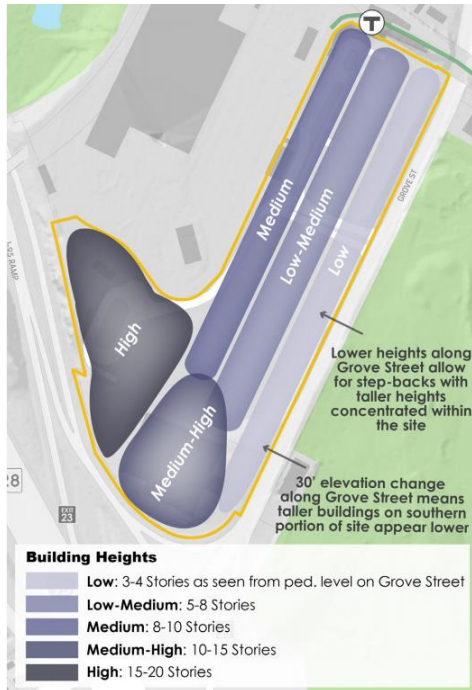 T
GROVE ST
I-95 RAMP
Medium
Low-Medium
Low
High
Medium-High
Lower heights along
Grove Street allow
for step-backs with
taller heights
concentrated within
the site
30' elevation change
along Grove Street means
taller buildings on southern
portion of site appear lower
28
EXIT
23
Building Heights
Low: 3-4 Stories as seen from ped. level on Grove Street
Low-Medium: 5-8 Stories
Medium: 8-10 Stories
Medium-High: 10-15 Stories
High: 15-20 Stories